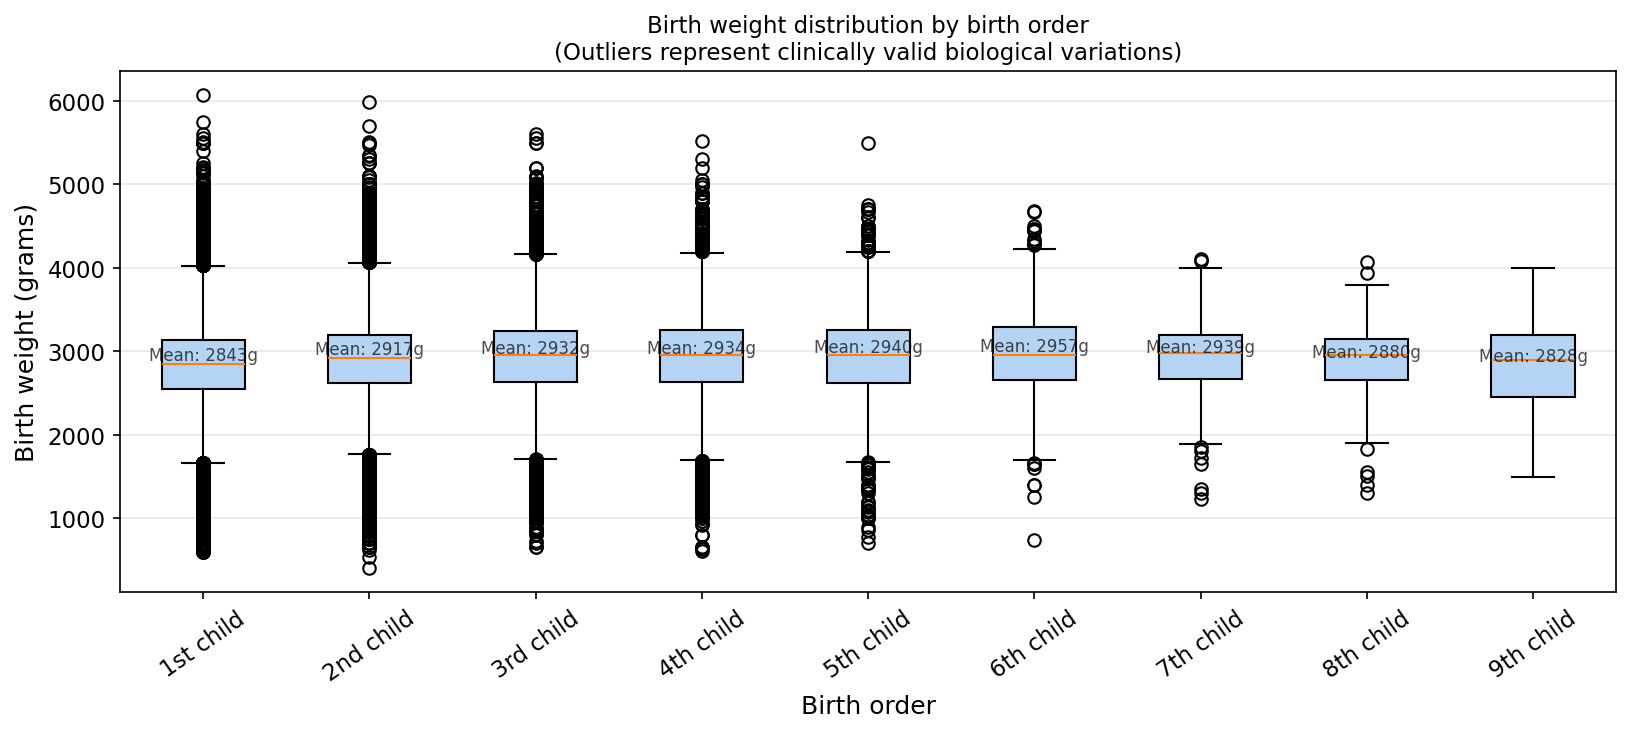 Birth weight distribution by birth order
(Outliers represent clinically valid biological variations)
Birth weight (grams)
6000
5000
4000
3000
2000
1000
Mean: 2843g
Mean: 2917g
Mean: 2932g
Mean: 2934g
Mean: 2940g
Mean: 2957g
Mean: 2939g
Mean: 2880g
Mean: 2828g
1st child
2nd child
3rd child
4th child
5th child
6th child
7th child
8th child
9th child
Birth order